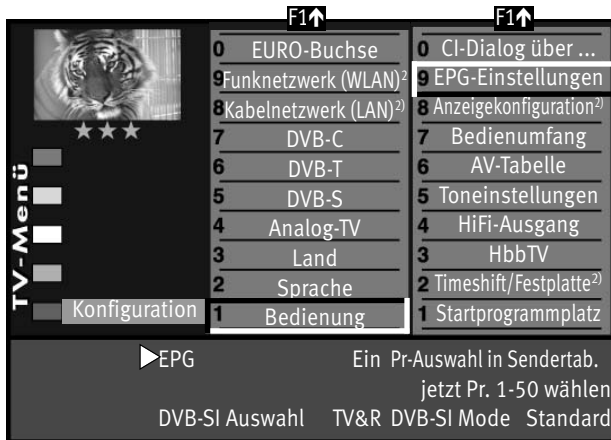 F1↑ F1↑
0 EURO-Buchse 0 CI-Dialog über ...
9 Funknetzwerk (WLAN)2 9 EPG-Einstellungen
8 Kabelnetzwerk (LAN)2) 8 Anzeigekonfiguration2)
7 DVB-C 7 Bedienumfang
6 DVB-T 6 AV-Tabelle
5 DVB-S 5 Toneinstellungen
4 Analog-TV 4 HiFi-Ausgang
3 Land 3 HbbTV
2 Sprache 2 Timeshift/Festplatte2)
TV-Menü
Konfiguration 1 Bedienung 1 Startprogrammplatz
EPG Ein Pr-Auswahl in Sendertab.
jetzt Pr. 1-50 wählen
DVB-SI Auswahl TV&R DVB-SI Mode Standard